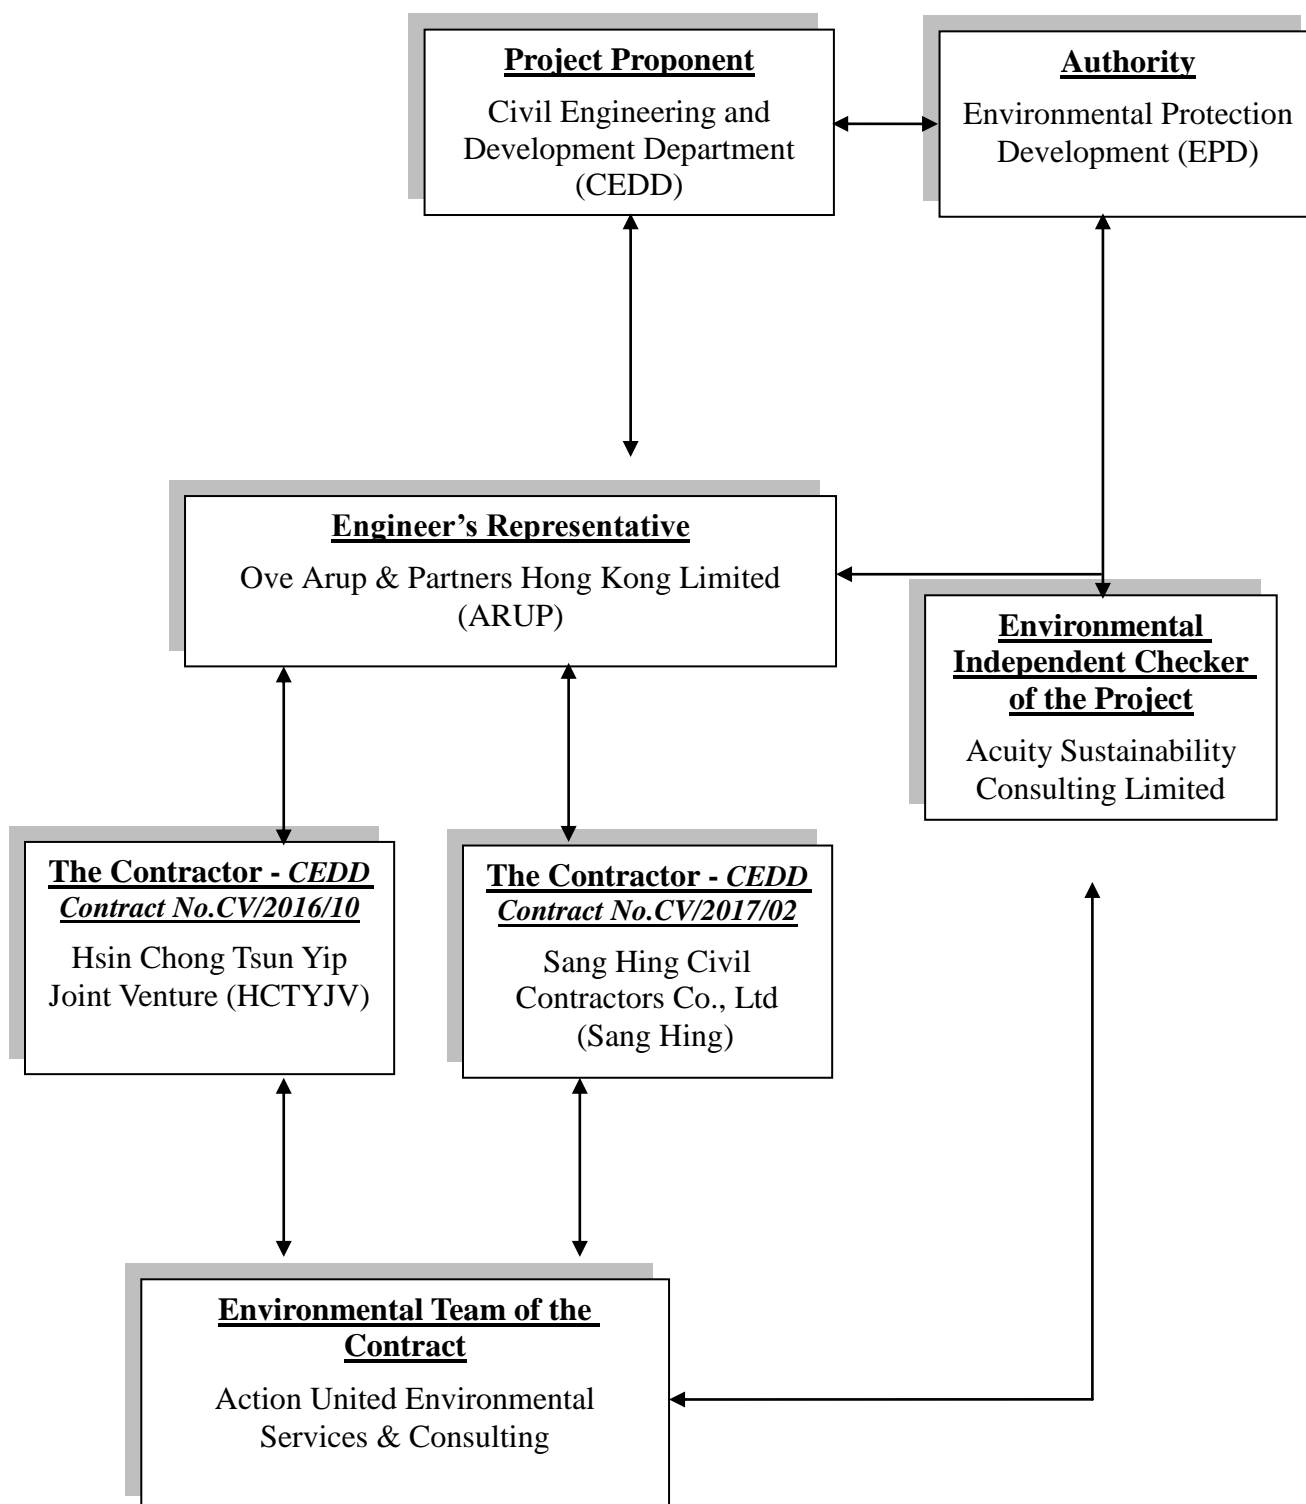 Project Proponent
Civil Engineering and
Development Department
(CEDD)
Authority
Environmental Protection
Development (EPD)
Engineer’s Representative
Ove Arup & Partners Hong Kong Limited
(ARUP)
Environmental
Independent Checker
of the Project
Acuity Sustainability
Consulting Limited
The Contractor - CEDD
Contract No.CV/2016/10
Hsin Chong Tsun Yip
Joint Venture (HCTYJV)
The Contractor - CEDD
Contract No.CV/2017/02
Sang Hing Civil
Contractors Co., Ltd
(Sang Hing)
Environmental Team of the
Contract
Action United Environmental
Services & Consulting